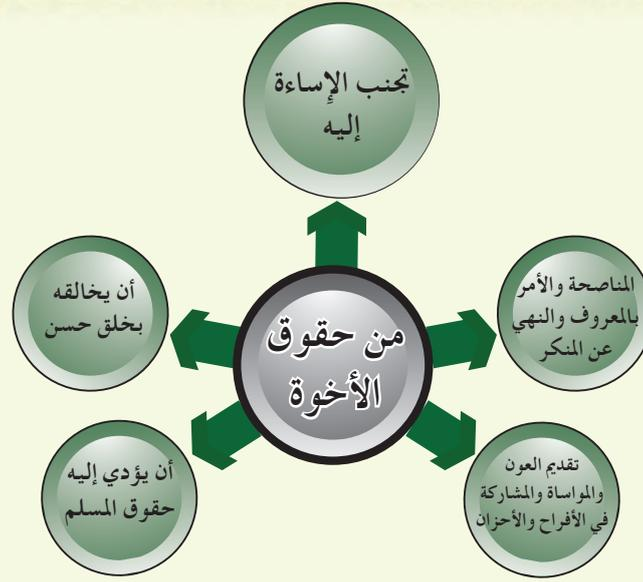 تجنب الإساءة
إليه
المناصحة والأمر
بالمعروف والنهي
عن المنكر
أن يخالقه
بخلق حسن
من حقوق
الأخوة
تقديم العون
والمواساة والمشاركة
في الأفراح والأحزان
أن يؤدي إليه
حقوق المسلم